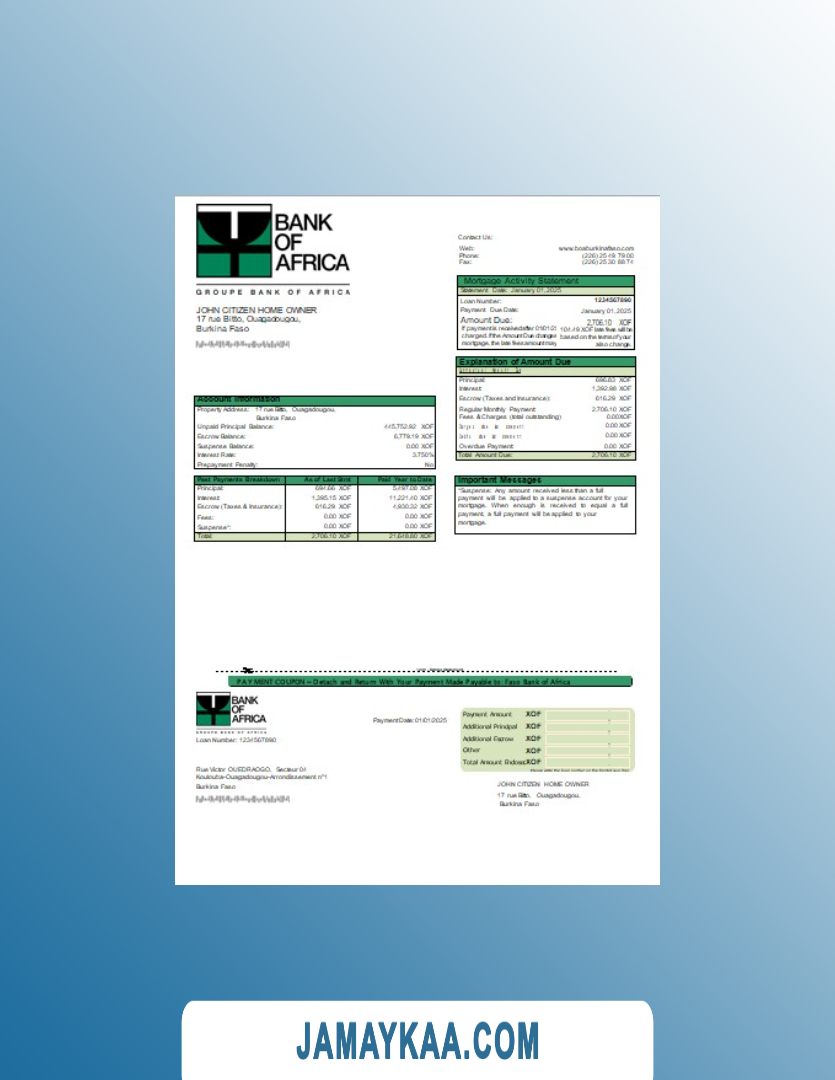 BANK
OF
AFRICA
GROUPE BANK OF AFRICA
JOHN CITIZEN HOME OWNER
17 rue Bitto, Ouagadougou,
Burkina Faso
Contact Us:
Web: www.boaburkinafaso.com
Phone: (226) 25 49 79 00
Fax: (226) 25 30 88 74
Mortgage Activity Statement
Statement Date: January 01, 2025
Loan Number: 1234567890
Payment Due Date: January 01, 2025
Amount Due: 2,706.10 XOF
If payment is received after 01/01/2 104.49 XOF late fees will be
charged. If the Amount Due changes based on the terms of your
mortgage, the late fees amount may also change.
Explanation of Amount Due
Principal: 696.83 XOF
Interest: 1,392.98 XOF
Escrow (Taxes and Insurance): 616.29 XOF
Regular Monthly Payment: 2,706.10 XOF
Fees & Charges (total outstanding) 0.00XOF
0.00 XOF
0.00 XOF
Overdue Payment: 0.00 XOF
Total Amount Due: 2,706.10 XOF
Account Information
Property Address: 17 rue Bitto, Ouagadougou,
Burkina Faso
Unpaid Principal Balance: 445,752.92 XOF
Escrow Balance: 6,779.19 XOF
Suspense Balance: 0.00 XOF
Interest Rate: 3.750%
Prepayment Penalty: No
Past Payments Breakdown As of Last Stmt Paid Year to Date
Principal: 694.66 XOF 5,497.08 XOF
Interest: 1,395.15 XOF 11,221.40 XOF
Escrow (Taxes & Insurance): 616.29 XOF 4,930.32 XOF
Fees: 0.00 XOF 0.00 XOF
Suspense*: 0.00 XOF 0.00 XOF
Total: 2,706.10 XOF 21,648.80 XOF
Important Messages
*Suspense: Any amount received less than a full
payment will be applied to a suspense account for your
mortgage. When enough is received to equal a full
payment, a full payment will be applied to your
mortgage.
PAYMENT COUPON – Detach and Return With Your Payment Made Payable to: Faso Bank of Africa
BANK
OF
AFRICA
GROUPE BANK OF AFRICA
Loan Number: 1234567890
Payment Date: 01/01/2025
Payment Amount XOF
Additional Principal XOF
Additional Escrow XOF
Other XOF
Total Amount Endosc XOF
Rue Victor OUEDRAOGO, Secteur 04
Koulouba-Ouagadougou-Arrondissement n°1
Burkina Faso
JOHN CITIZEN HOME OWNER
17 rue Bitto, Ouagadougou,
Burkina Faso
JAMAYKAA.COM